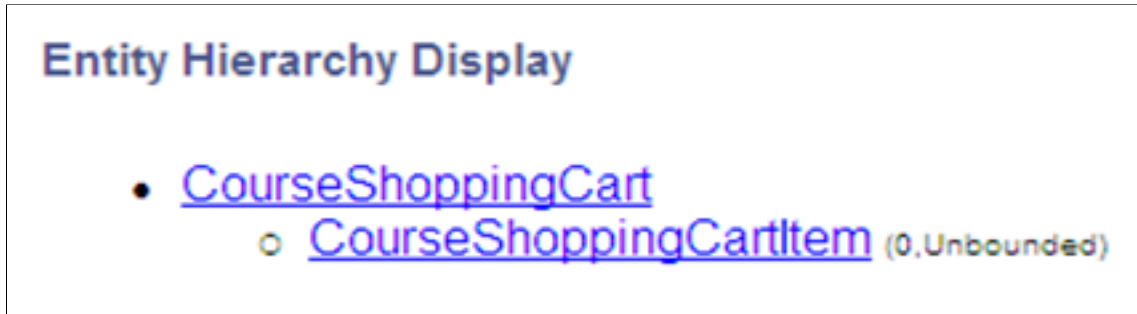 Entity Hierarchy Display
CourseShoppingCart
CourseShoppingCartItem (0,Unbounded)